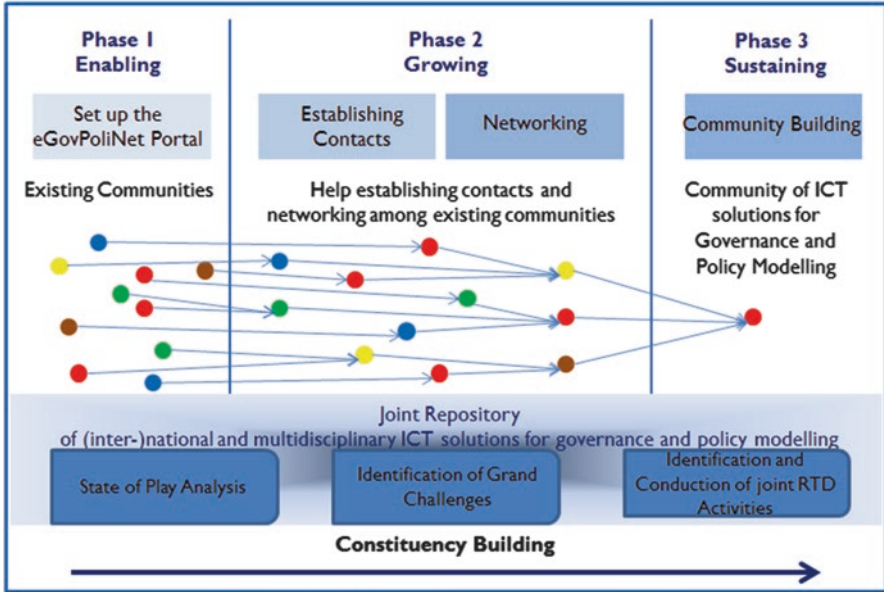 Phase 1
Enabling
Phase 2
Growing
Phase 3
Sustaining
Set up the
eGovPoliNet Portal
Establishing
Contacts
Networking
Community Building
Existing Communities
Help establishing contacts and
networking among existing communities
Community of ICT
solutions for
Governance and
Policy Modelling
Joint Repository
of (inter-)national and multidisciplinary ICT solutions for governance and policy modelling
State of Play Analysis
Identification of Grand
Challenges
Identification and
Conduction of joint RTD
Activities
Constituency Building